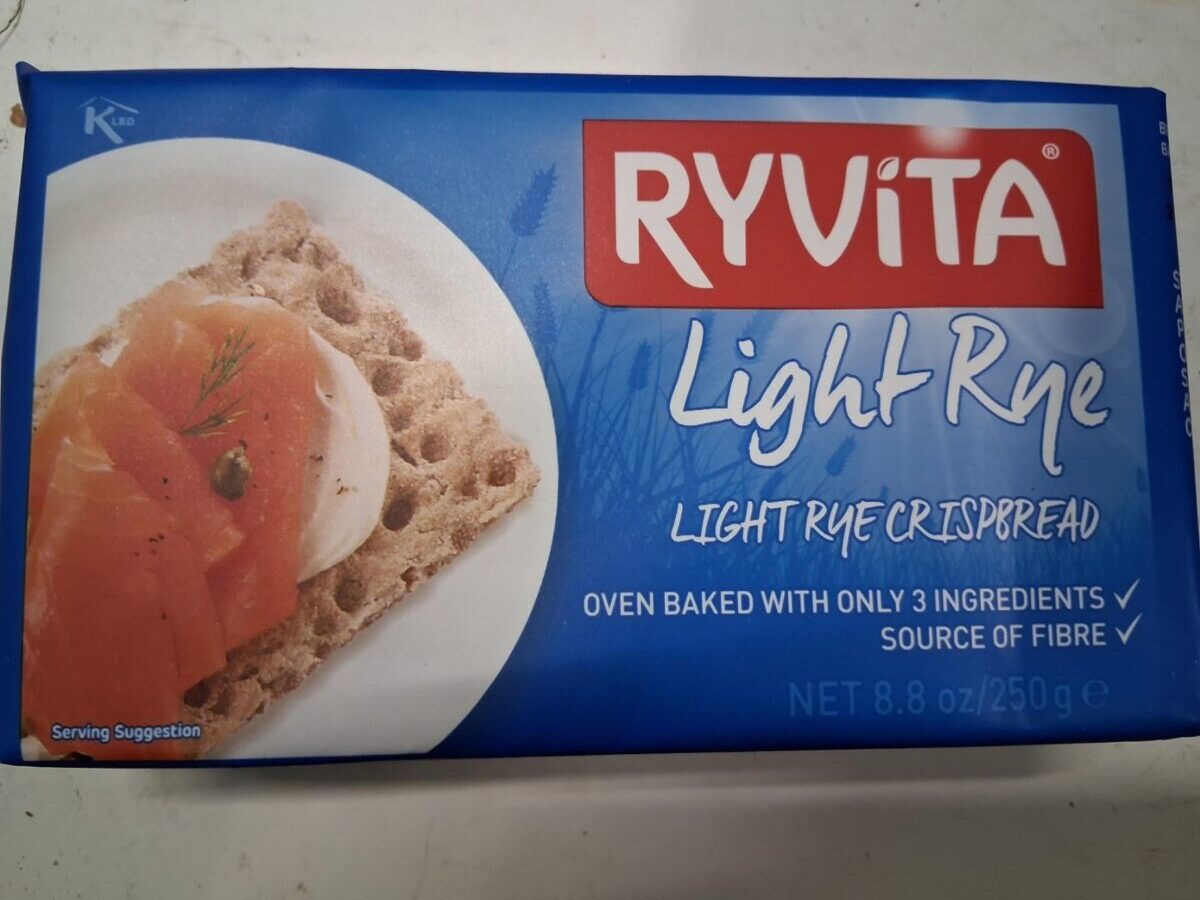 K LBD
RYViTA®
Light Rye
LIGHT RYE CRISPBREAD
OVEN BAKED WITH ONLY 3 INGREDIENTS ✓
SOURCE OF FIBRE ✓
NET 8.8 oz/250g e
Serving Suggestion